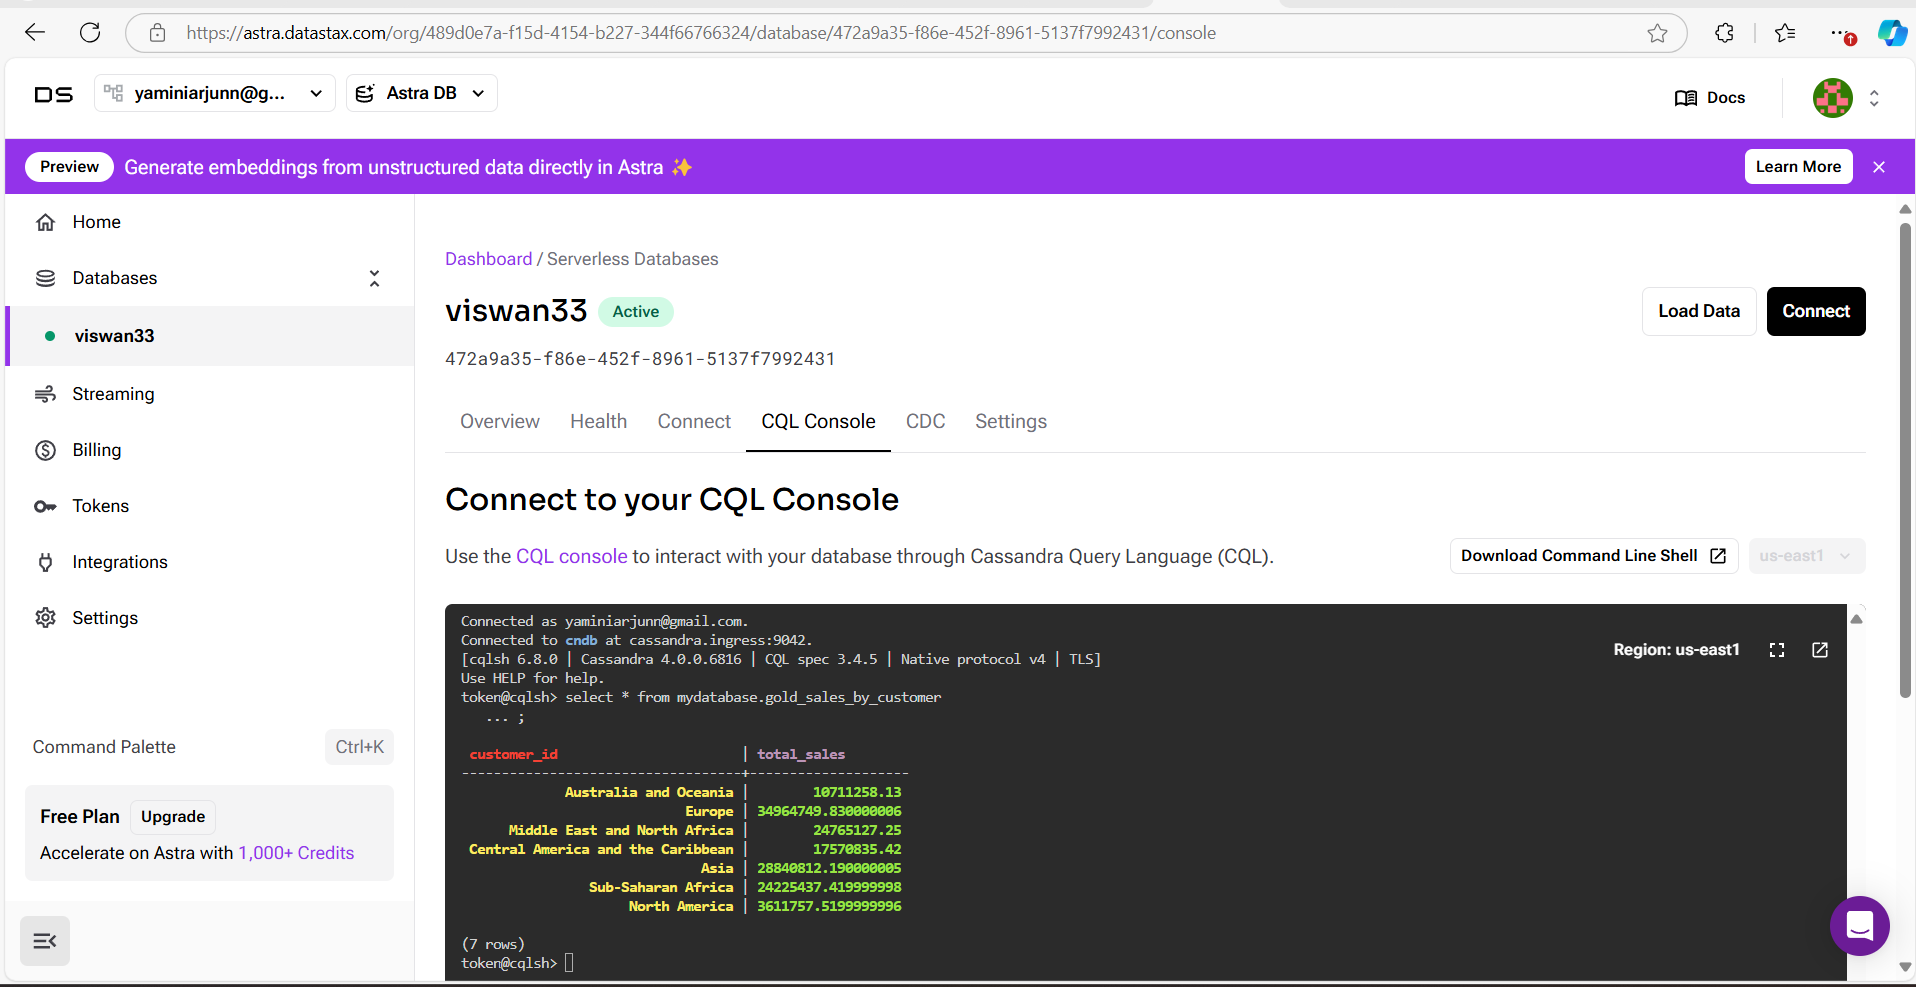 https://astra.datastax.com/org/489d0e7a-f15d-4154-b227-344f66766324/database/472a9a35-f86e-452f-8961-5137f7992431/console
DS yaminiarjunn@g... Astra DB Docs
Preview Generate embeddings from unstructured data directly in Astra ✨ Learn More
Home
Databases
viswan33
Streaming
Billing
Tokens
Integrations
Settings
Command Palette Ctrl+K
Free Plan Upgrade
Accelerate on Astra with 1,000+ Credits
Dashboard / Serverless Databases
viswan33 Active
Load Data Connect
472a9a35-f86e-452f-8961-5137f7992431
Overview Health Connect CQL Console CDC Settings
Connect to your CQL Console
Use the CQL console to interact with your database through Cassandra Query Language (CQL).
Download Command Line Shell us-east1
Region: us-east1
Connected as yaminiarjunn@gmail.com.
Connected to cndb at cassandra.ingress:9042.
[cqlsh 6.8.0 | Cassandra 4.0.0.6816 | CQL spec 3.4.5 | Native protocol v4 | TLS]
Use HELP for help.
token@cqlsh> select * from mydatabase.gold_sales_by_customer
... ;
customer_id | total_sales
-----------------------------------+--------------------
Australia and Oceania | 10711258.13
Europe | 34964749.830000006
Middle East and North Africa | 24765127.25
Central America and the Caribbean | 17570835.42
Asia | 28840812.190000005
Sub-Saharan Africa | 24225437.419999998
North America | 3611757.5199999996
(7 rows)
token@cqlsh>